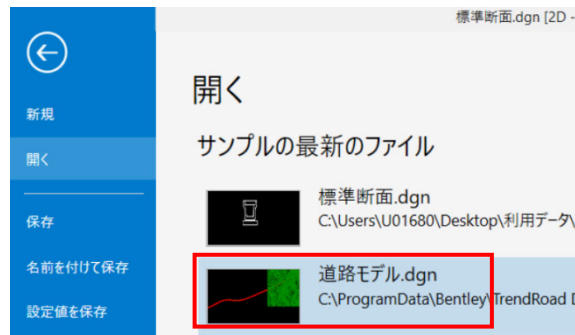 標準断面.dgn [2D -
開く
新規
開く
サンプルの最新のファイル
標準断面.dgn
C:\Users\U01680\Desktop\利用データ\
保存
名前を付けて保存
道路モデル.dgn
C:\ProgramData\Bentley\TrendRoad D
設定値を保存